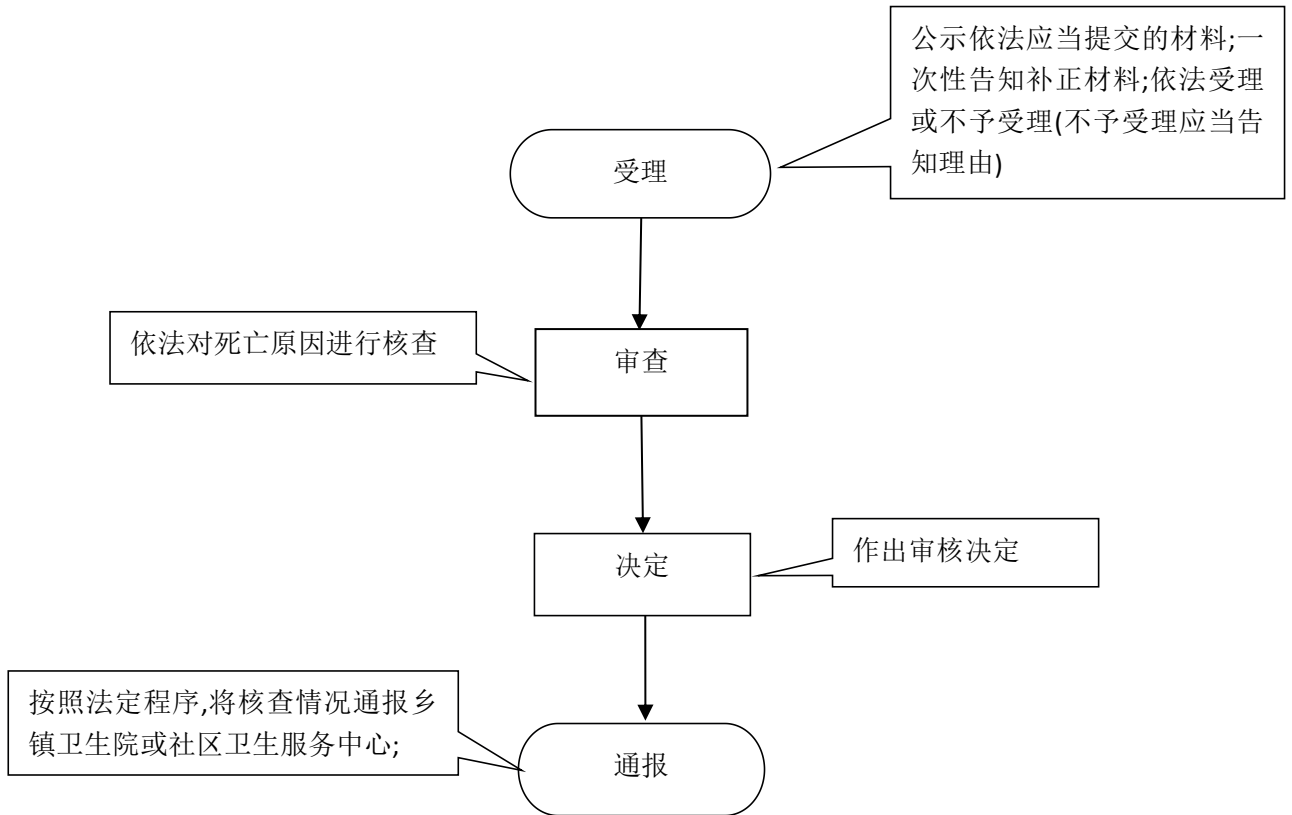 公示依法应当提交的材料;一
次性告知补正材料;依法受理
或不予受理(不予受理应当告
知理由)
受理
依法对死亡原因进行核查
审查
决定
作出审核决定
按照法定程序,将核查情况通报乡
镇卫生院或社区卫生服务中心;
通报